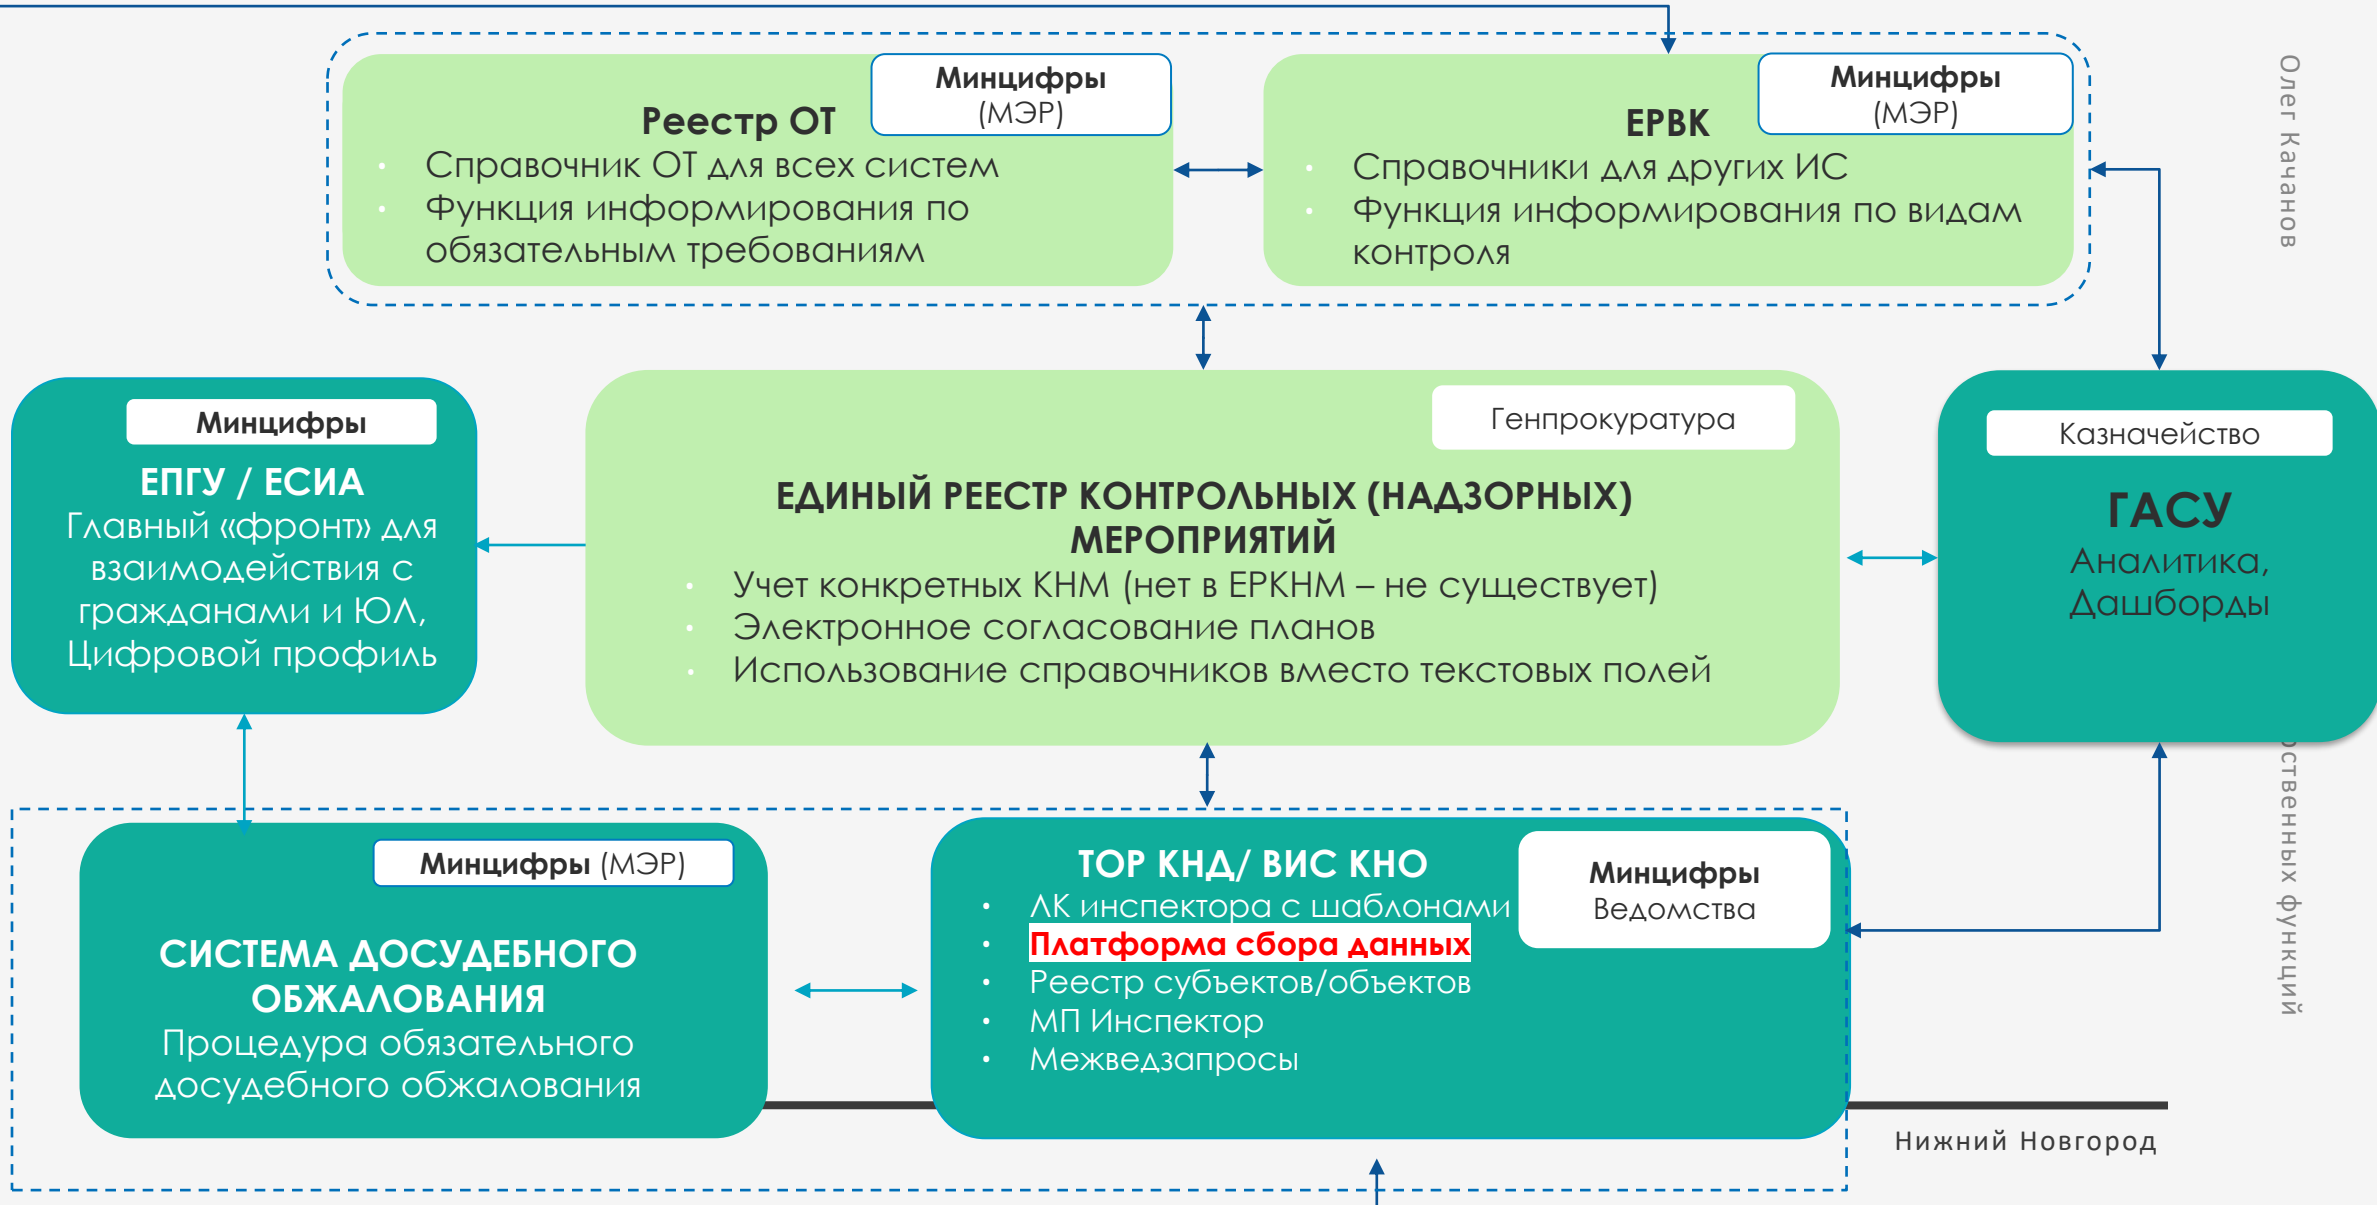 Минцифры
(МЭР)
Реестр ОТ
Справочник ОТ для всех систем
Функция информирования по
обязательным требованиям
Минцифры
(МЭР)
ЕРВК
Справочники для других ИС
Функция информирования по видам
контроля
Олег Качанов
Минцифры
ЕПГУ / ЕСИА
Главный «фронт» для
взаимодействия с
гражданами и ЮЛ,
Цифровой профиль
Генпрокуратура
ЕДИНЫЙ РЕЕСТР КОНТРОЛЬНЫХ (НАДЗОРНЫХ)
МЕРОПРИЯТИЙ
Учет конкретных КНМ (нет в ЕРКНМ – не существует)
Электронное согласование планов
Использование справочников вместо текстовых полей
Казначейство
ГАСУ
Аналитика,
Дашборды
Минцифры (МЭР)
СИСТЕМА ДОСУДЕБНОГО
ОБЖАЛОВАНИЯ
Процедура обязательного
досудебного обжалования
ТОР КНД/ ВИС КНО
ЛК инспектора с шаблонами
Платформа сбора данных
Реестр субъектов/объектов
МП Инспектор
Межведзапросы
Минцифры
Ведомства
функций
Нижний Новгород